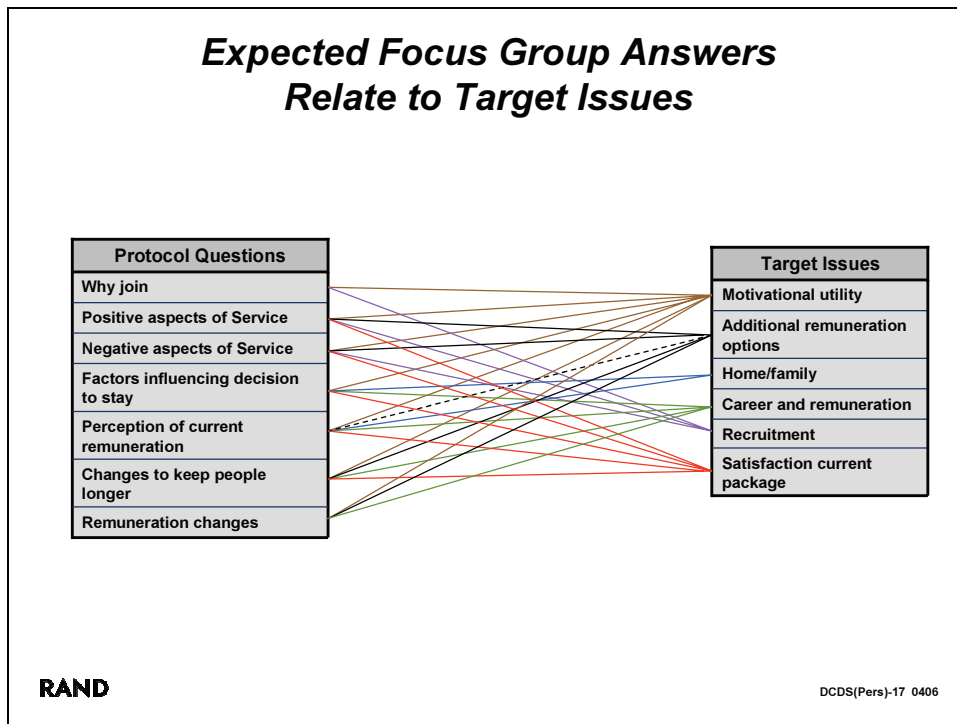 Expected Focus Group Answers
Relate to Target Issues
Protocol Questions
Why join
Positive aspects of Service
Negative aspects of Service
Factors influencing decision
to stay
Perception of current
remuneration
Changes to keep people
longer
Remuneration changes
Target Issues
Motivational utility
Additional remuneration
options
Home/family
Career and remuneration
Recruitment
Satisfaction current
package
RAND
DCDS(Pers)-17 0406